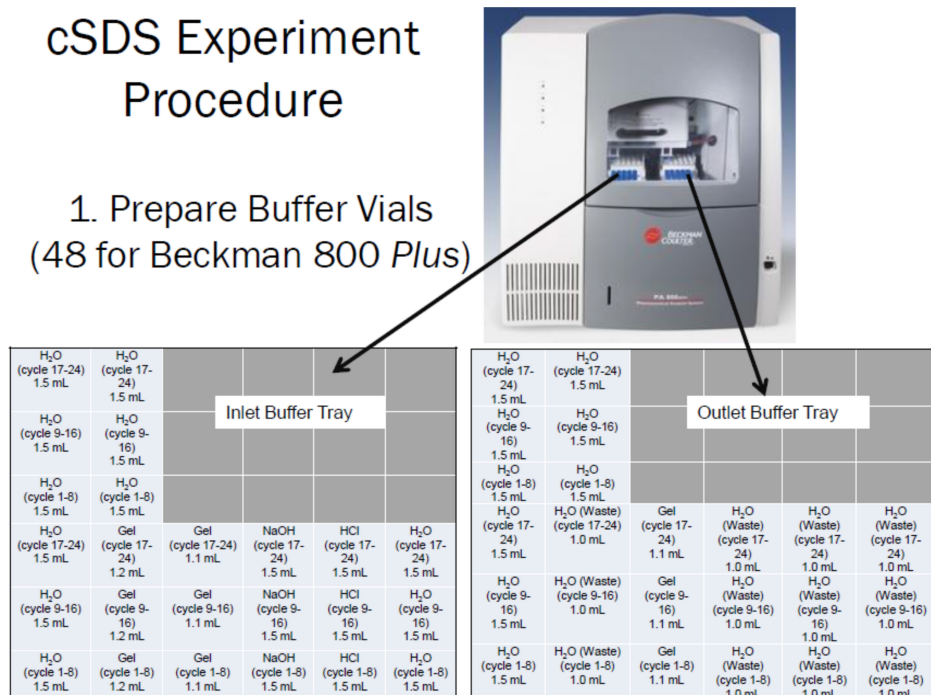 cSDS Experiment
Procedure
1. Prepare Buffer Vials
(48 for Beckman 800 Plus)
BECKMAN
COULTER
PA 800 plus
Pharmaceutical Analysis System
Inlet Buffer Tray
H₂O
(cycle 17-24)
1.5 mL
H₂O
(cycle 17-
24)
1.5 mL
H₂O
(cycle 9-16)
1.5 mL
H₂O
(cycle 9-
16)
1.5 mL
H₂O
(cycle 1-8)
1.5 mL
H₂O
(cycle 1-8)
1.5 mL
H₂O
(cycle 17-24)
1.5 mL
Gel
(cycle 17-
24)
1.2 mL
Gel
(cycle 17-24)
1.1 mL
NaOH
(cycle 17-
24)
1.5 mL
HCl
(cycle 17-
24)
1.5 mL
H₂O
(cycle 17-
24)
1.5 mL
H₂O
(cycle 9-16)
1.5 mL
Gel
(cycle 9-
16)
1.2 mL
Gel
(cycle 9-16)
1.1 mL
NaOH
(cycle 9-
16)
1.5 mL
HCl
(cycle 9-
16)
1.5 mL
H₂O
(cycle 9-
16)
1.5 mL
H₂O
(cycle 1-8)
1.5 mL
Gel
(cycle 1-8)
1.2 mL
Gel
(cycle 1-8)
1.1 mL
NaOH
(cycle 1-8)
1.5 mL
HCl
(cycle 1-8)
1.5 mL
H₂O
(cycle 1-8)
1.5 mL
Outlet Buffer Tray
H₂O
(cycle 17-
24)
1.5 mL
H₂O
(cycle 17-24)
1.5 mL
H₂O
(cycle 9-
16)
1.5 mL
H₂O
(cycle 9-16)
1.5 mL
H₂O
(cycle 1-8)
1.5 mL
H₂O
(cycle 1-8)
1.5 mL
H₂O
(cycle 17-
24)
1.5 mL
H₂O (Waste)
(cycle 17-24)
1.0 mL
Gel
(cycle 17-
24)
1.1 mL
H₂O
(Waste)
(cycle 17-
24)
1.0 mL
H₂O
(Waste)
(cycle 17-
24)
1.0 mL
H₂O
(Waste)
(cycle 17-
24)
1.0 mL
H₂O
(cycle 9-
16)
1.5 mL
H₂O (Waste)
(cycle 9-16)
1.0 mL
Gel
(cycle 9-
16)
1.1 mL
H₂O
(Waste)
(cycle 9-16)
1.0 mL
H₂O
(Waste)
(cycle 9-
16)
1.0 mL
H₂O
(Waste)
(cycle 9-16)
1.0 mL
H₂O
(cycle 1-8)
1.5 mL
H₂O (Waste)
(cycle 1-8)
1.0 mL
Gel
(cycle 1-8)
1.1 mL
H₂O
(Waste)
(cycle 1-8)
1.0 mL
H₂O
(Waste)
(cycle 1-8)
1.0 mL
H₂O
(Waste)
(cycle 1-8)
1.0 mL